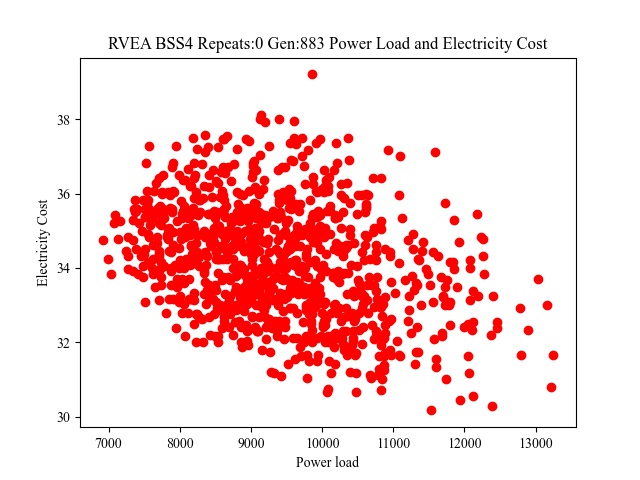 RVEA BSS4 Repeats:0 Gen:883 Power Load and Electricity Cost
Electricity Cost
38
36
34
32
30
7000 8000 9000 10000 11000 12000 13000
Power load